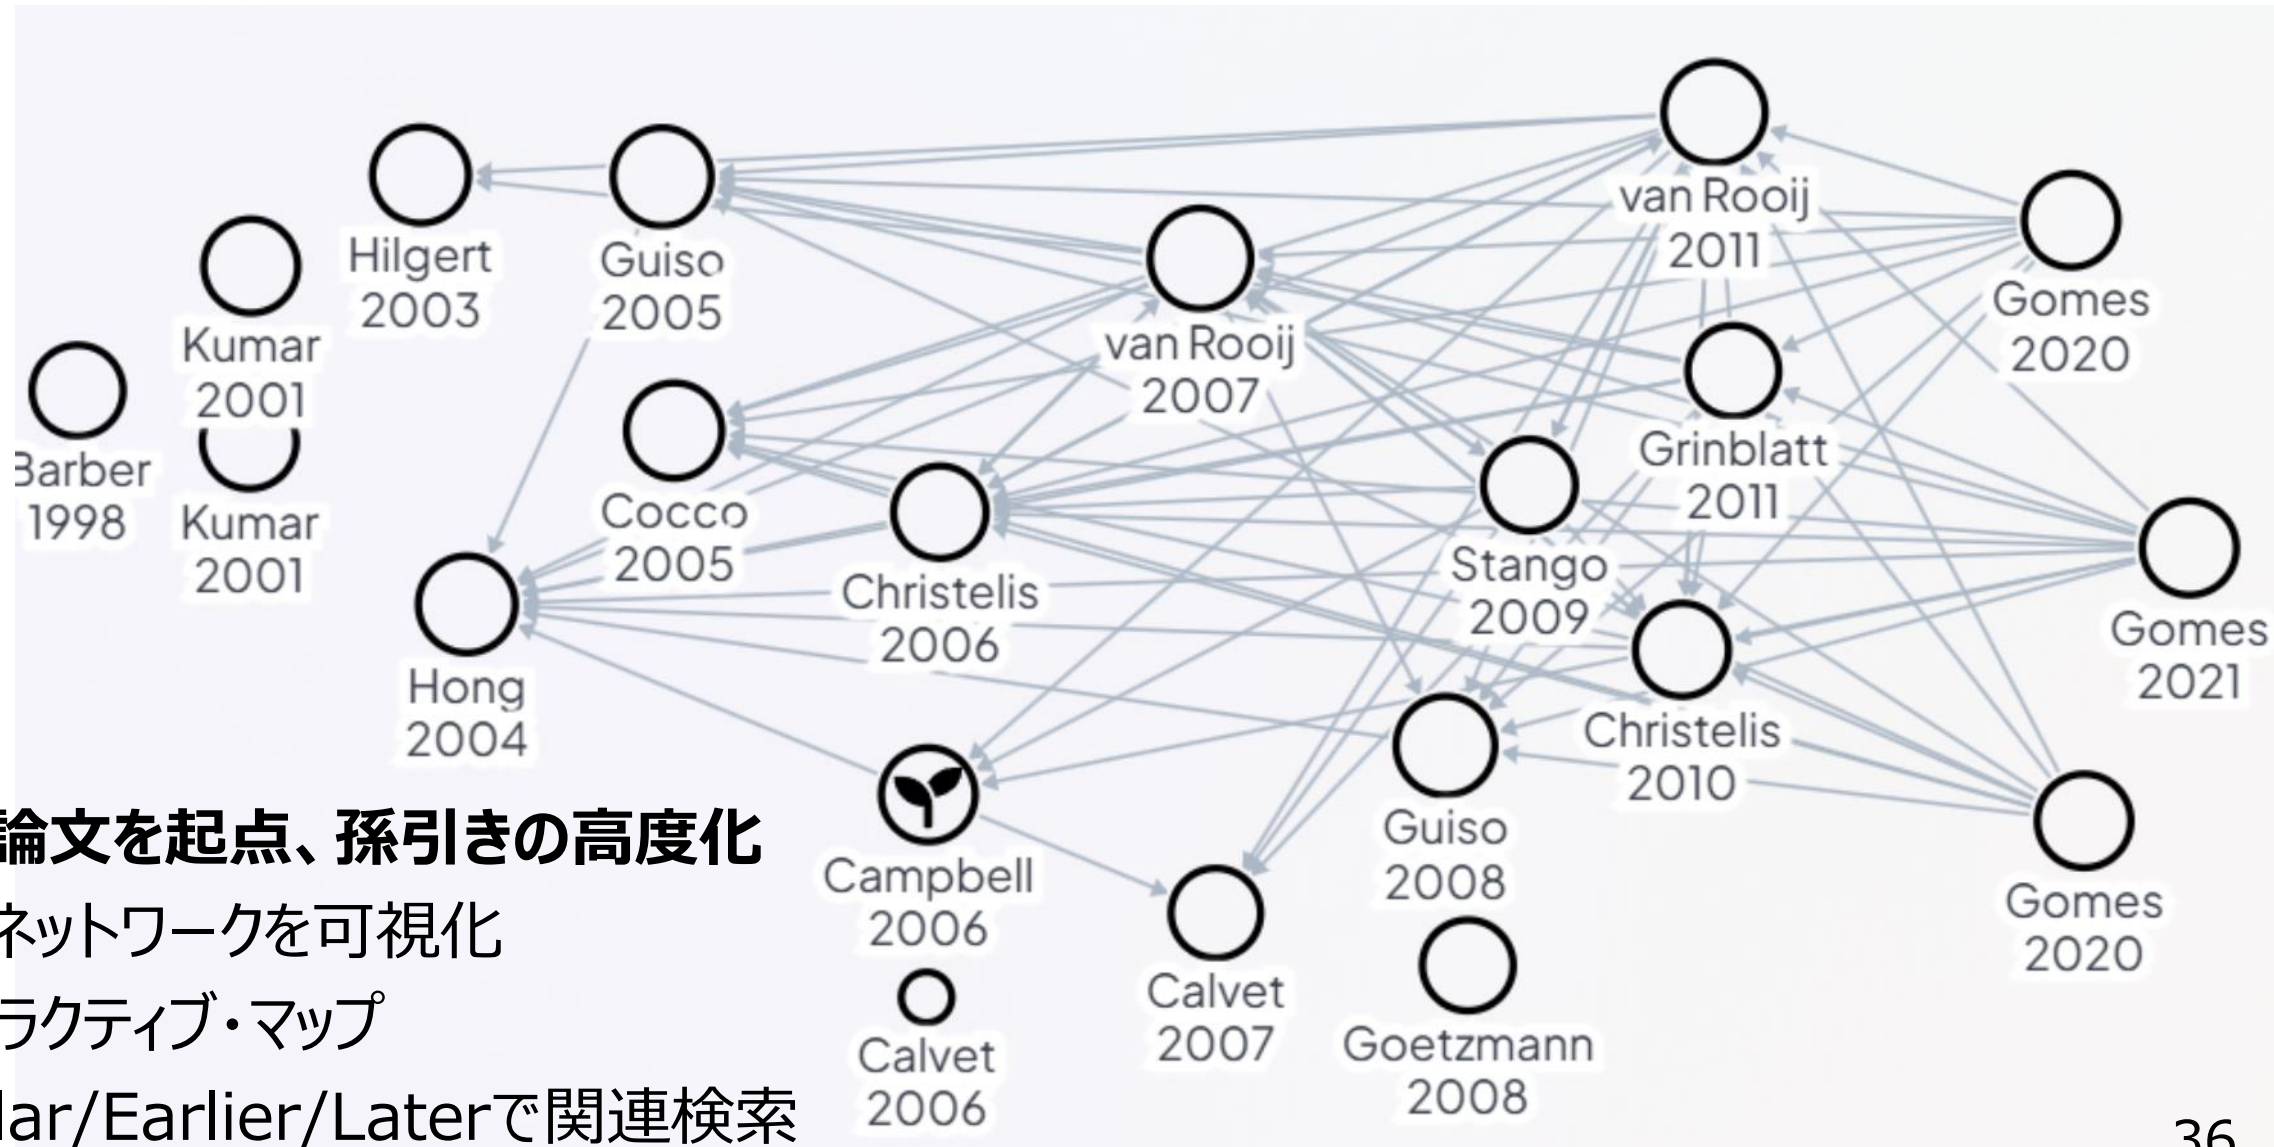 van Rooij
2011
Hilgert
2003
Guiso
2005
Gomes
2020
Kumar
2001
van Rooij
2007
Barber
1998
Kumar
2001
Cocco
2005
Grinblatt
2011
Christelis
2006
Stango
2009
Gomes
2021
Hong
2004
Christelis
2010
Campbell
2006
Guiso
2008
Gomes
2020
Calvet
2007
Calvet
2006
Goetzmann
2008
論文を起点、孫引きの高度化
ネットワークを可視化
ラクティブ・マップ
lar/Earlier/Laterで関連検索
36